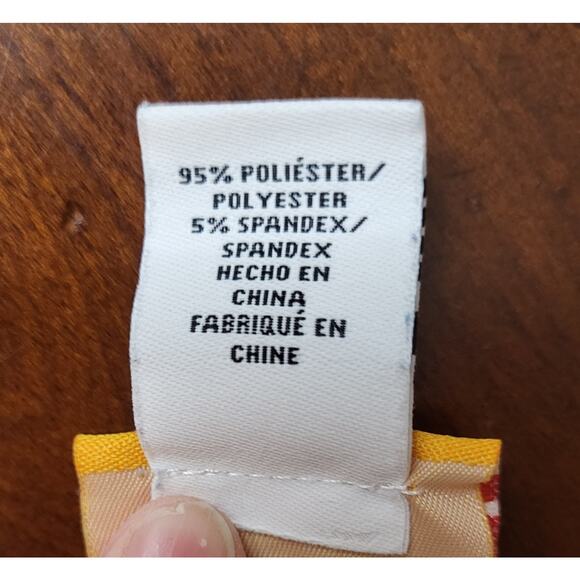 95% POLIÉSTER/
POLYESTER
5% SPANDEX/
SPANDEX
HECHO EN
CHINA
FABRIQUÉ EN
CHINE